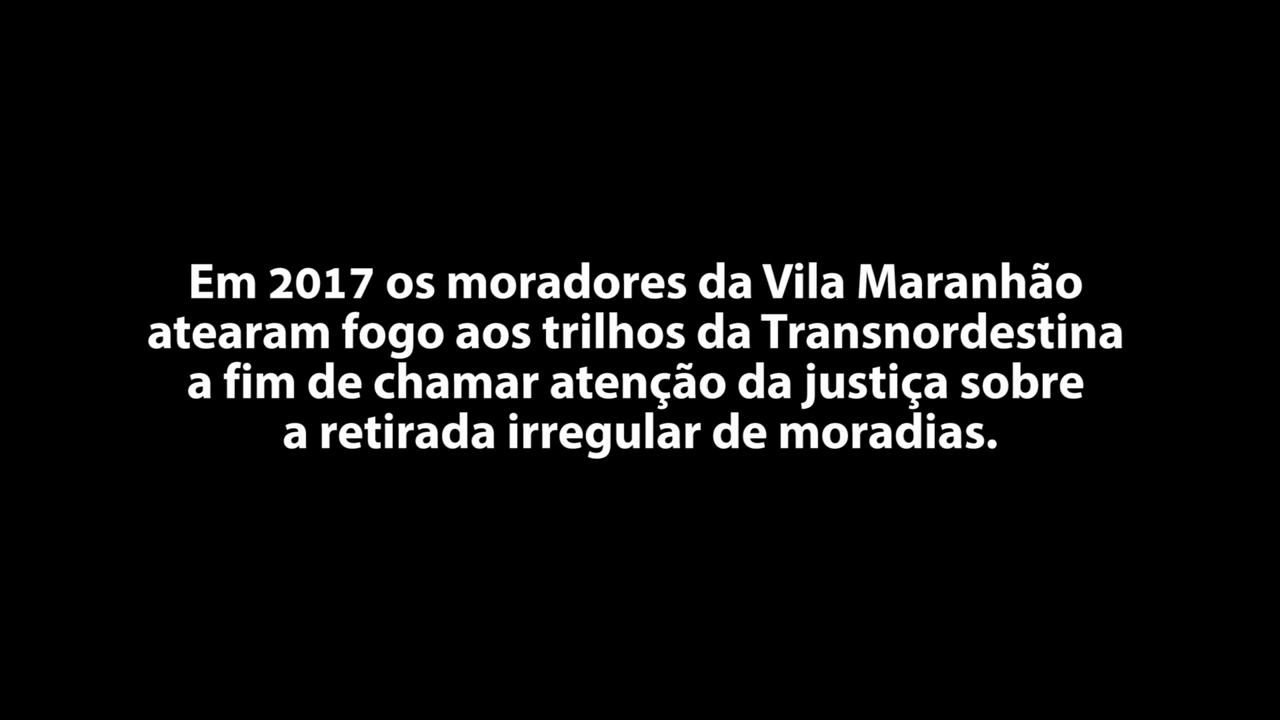 Em 2017 os moradores da Vila Maranhão
atearam fogo aos trilhos da Transnordestina
a fim de chamar atenção da justiça sobre
a retirada irregular de moradias.